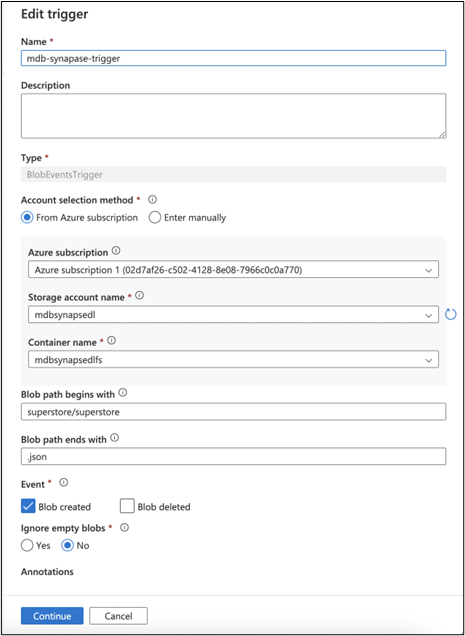 Edit trigger
Name *
mdb-synapase-trigger
Description
Type *
BlobEventsTrigger
Account selection method *
From Azure subscription Enter manually
Azure subscription
Azure subscription 1 (02d7af26-c502-4128-8e08-7966c0c0a770)
Storage account name *
mdbsynapsedl
Container name *
mdbsynapsedlfs
Blob path begins with
superstore/superstore
Blob path ends with
.json
Event *
Blob created Blob deleted
Ignore empty blobs *
Yes No
Annotations
Continue Cancel